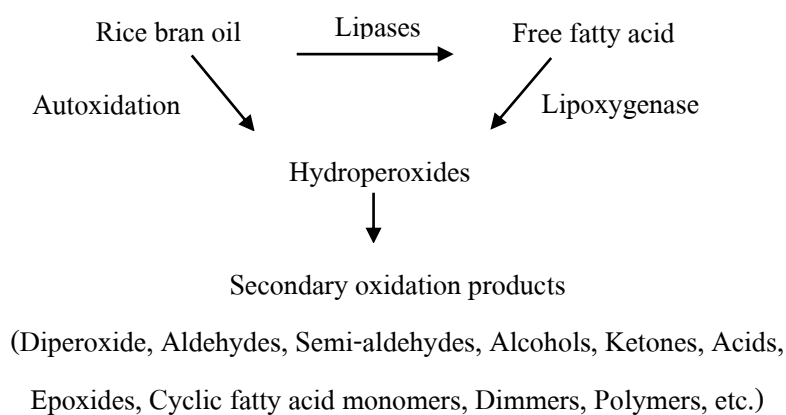 Rice bran oil
Lipases
Free fatty acid
Autoxidation
Lipoxygenase
Hydroperoxides
Secondary oxidation products
(Diperoxide, Aldehydes, Semi-aldehydes, Alcohols, Ketones, Acids,
Epoxides, Cyclic fatty acid monomers, Dimmers, Polymers, etc.)